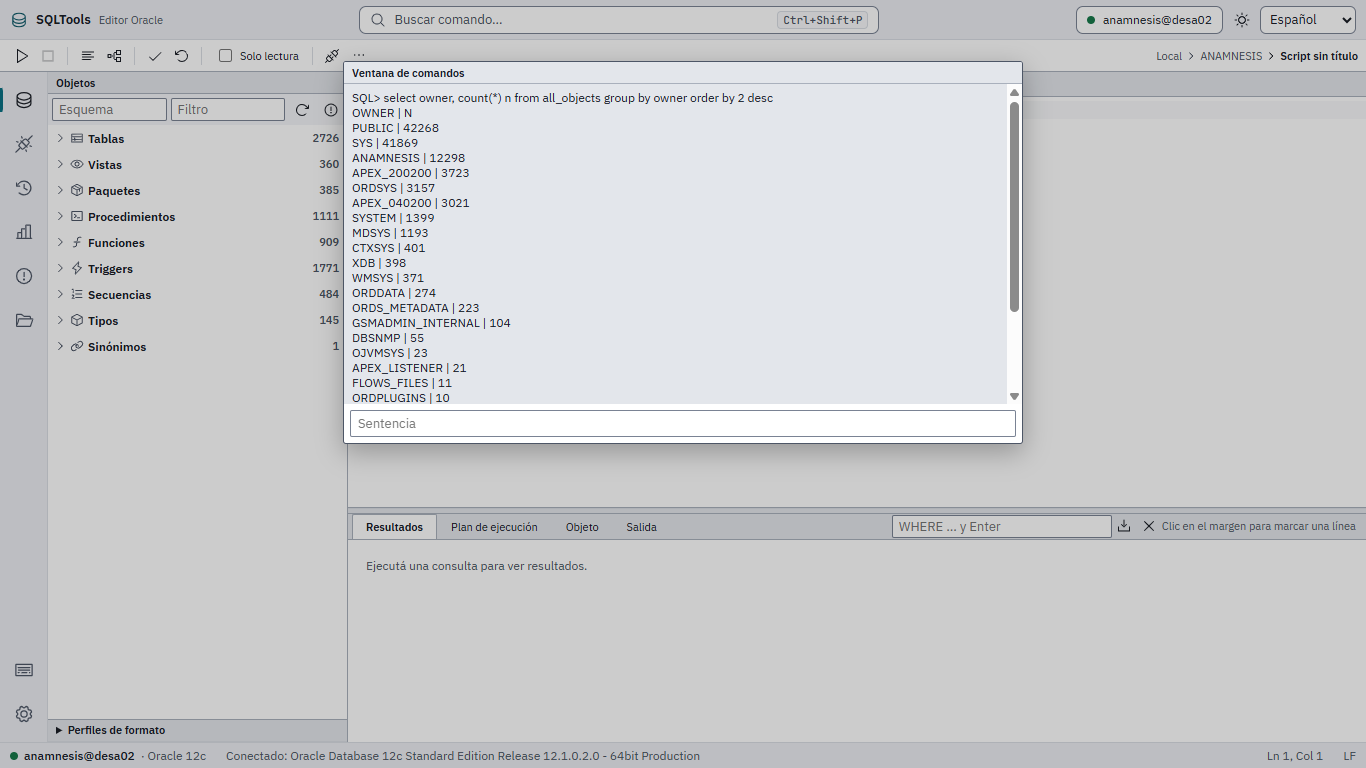 SQLTools Editor Oracle
Buscar comando... Ctrl+Shift+P
anamnesis@desa02
Español
Solo lectura
...
Local > ANAMNESIS > Script sin título
Objetos
Esquema
Filtro
Tablas 2726
Vistas 360
Paquetes 385
Procedimientos 1111
Funciones 909
Triggers 1771
Secuencias 484
Tipos 145
Sinónimos 1
Perfiles de formato
Ventana de comandos
SQL> select owner, count(*) n from all_objects group by owner order by 2 desc
OWNER | N
PUBLIC | 42268
SYS | 41869
ANAMNESIS | 12298
APEX_200200 | 3723
ORDSYS | 3157
APEX_040200 | 3021
SYSTEM | 1399
MDSYS | 1193
CTXSYS | 401
XDB | 398
WMSYS | 371
ORDDATA | 274
ORDS_METADATA | 223
GSMADMIN_INTERNAL | 104
DBSNMP | 55
OJVMSYS | 23
APEX_LISTENER | 21
FLOWS_FILES | 11
ORDPLUGINS | 10
Sentencia
Resultados Plan de ejecución Objeto Salida
WHERE ... y Enter
Clic en el margen para marcar una línea
Ejecutá una consulta para ver resultados.
anamnesis@desa02 · Oracle 12c Conectado: Oracle Database 12c Standard Edition Release 12.1.0.2.0 - 64bit Production
Ln 1, Col 1 LF